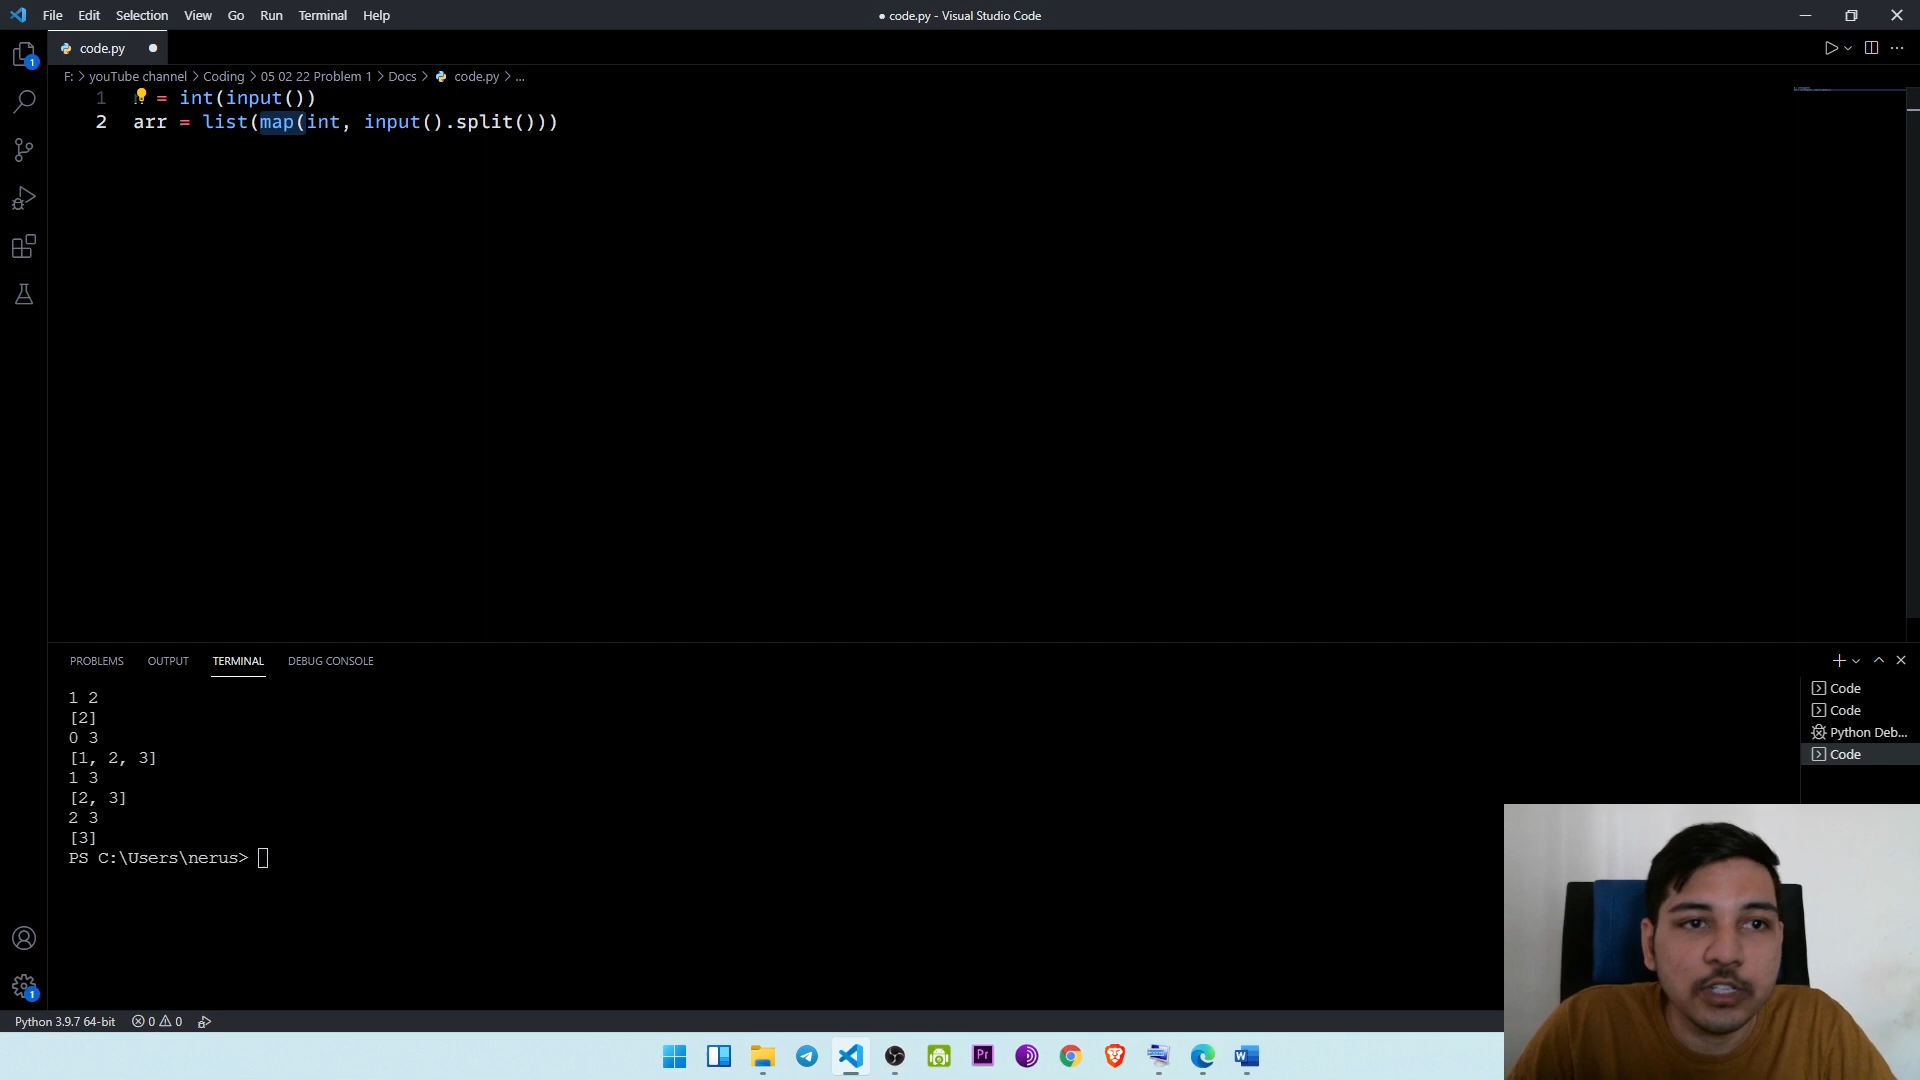 File Edit Selection View Go Run Terminal Help
● code.py - Visual Studio Code
code.py
F: > youTube channel > Coding > 05 02 22 Problem 1 > Docs > code.py > ...
1 = int(input())
2 arr = list(map(int, input().split()))
PROBLEMS OUTPUT TERMINAL DEBUG CONSOLE
1 2
[2]
0 3
[1, 2, 3]
1 3
[2, 3]
2 3
[3]
PS C:\Users\nerus>
Code
Code
Python Deb...
Code
1
1
Python 3.9.7 64-bit 0 0
Pr
W